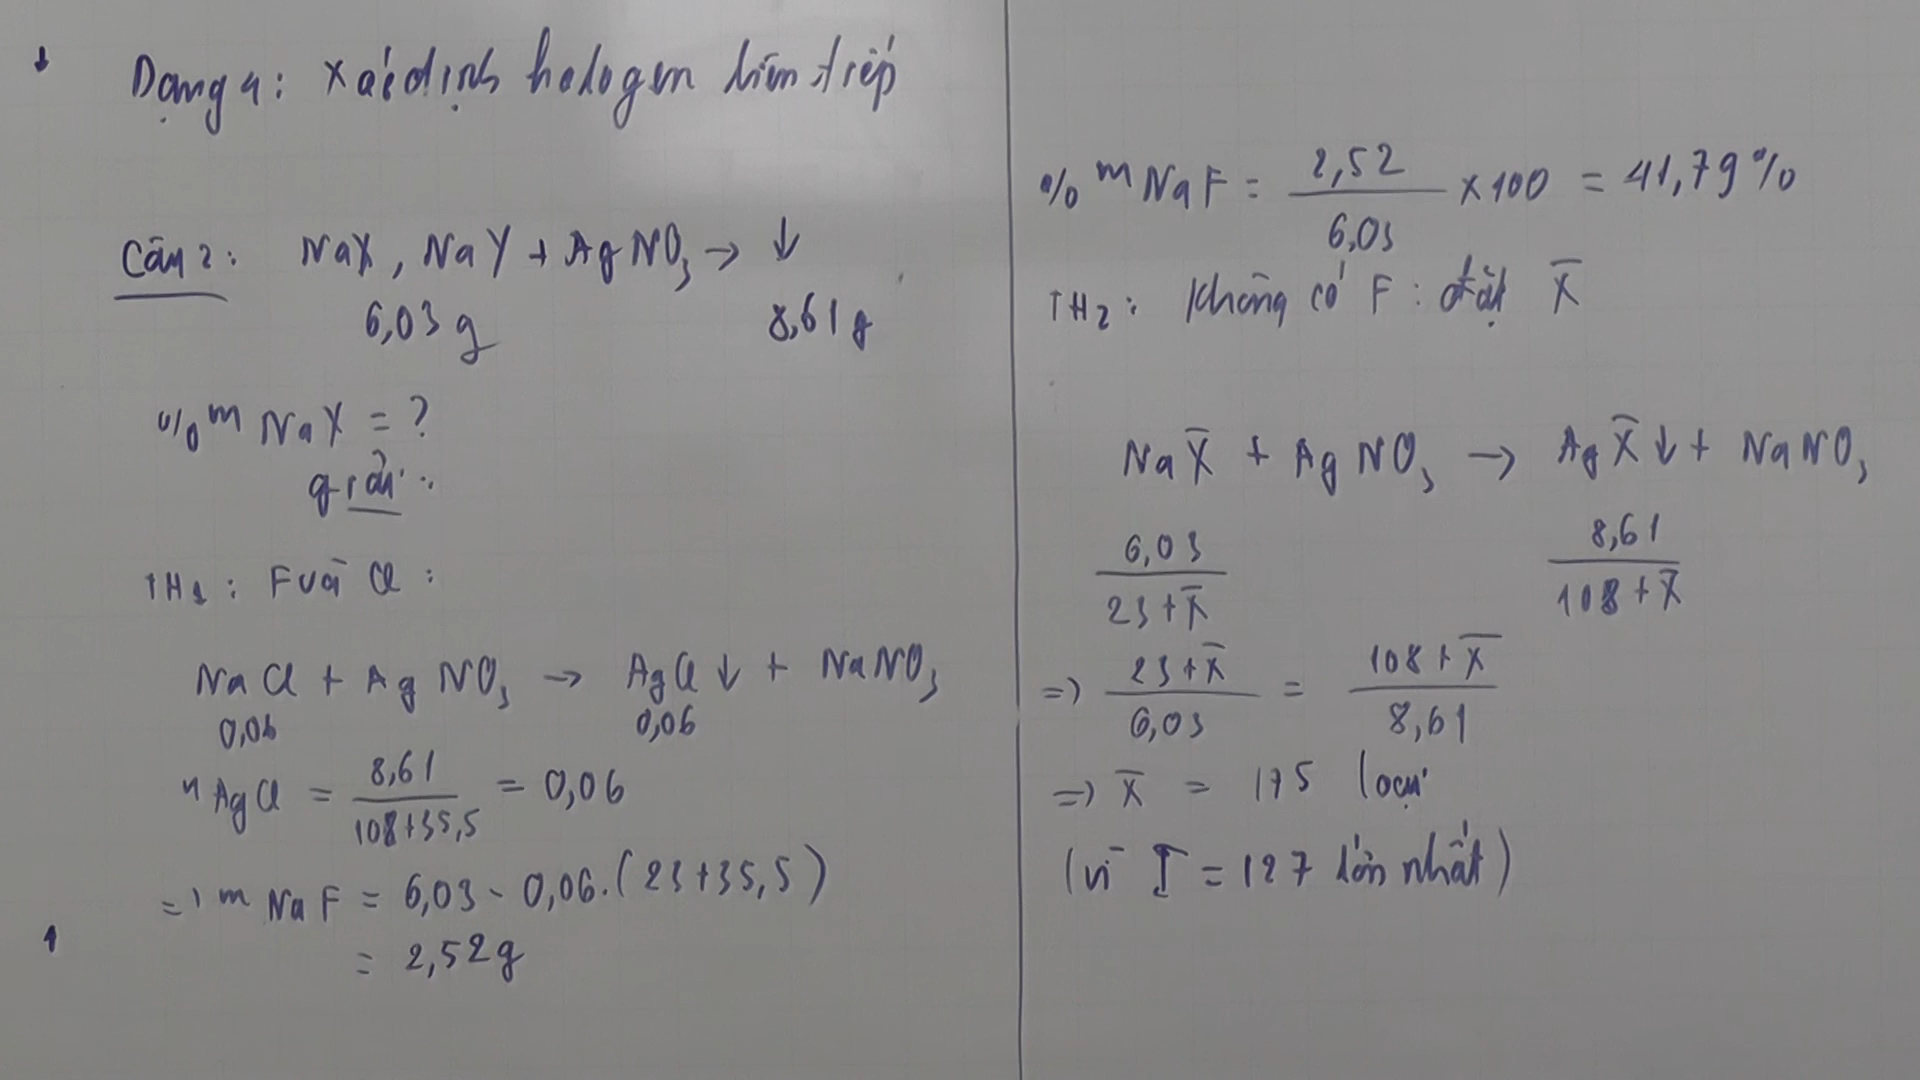 Dạng 4: xác định halogen liên tiếp
Câu 2: NaX, NaY + AgNO₃ → ↓
6,03g 8,61g
% m NaX = ?
giải:
TH₁: F và Cl:
NaCl + AgNO₃ → AgCl ↓ + NaNO₃
0,06 0,06
n AgCl = 8,61 / (108+35,5) = 0,06
=> m NaF = 6,03 - 0,06.(23+35,5)
= 2,52g
% m NaF = 2,52 / 6,03 x 100 = 41,79%
TH₂: Không có F: đặt X̅
NaX̅ + AgNO₃ → AgX̅ ↓ + NaNO₃
6,03 / (23+X̅) 8,61 / (108+X̅)
=> (23+X̅) / 6,03 = (108+X̅) / 8,61
=> X̅ = 175 loại
(vì I = 127 lớn nhất)